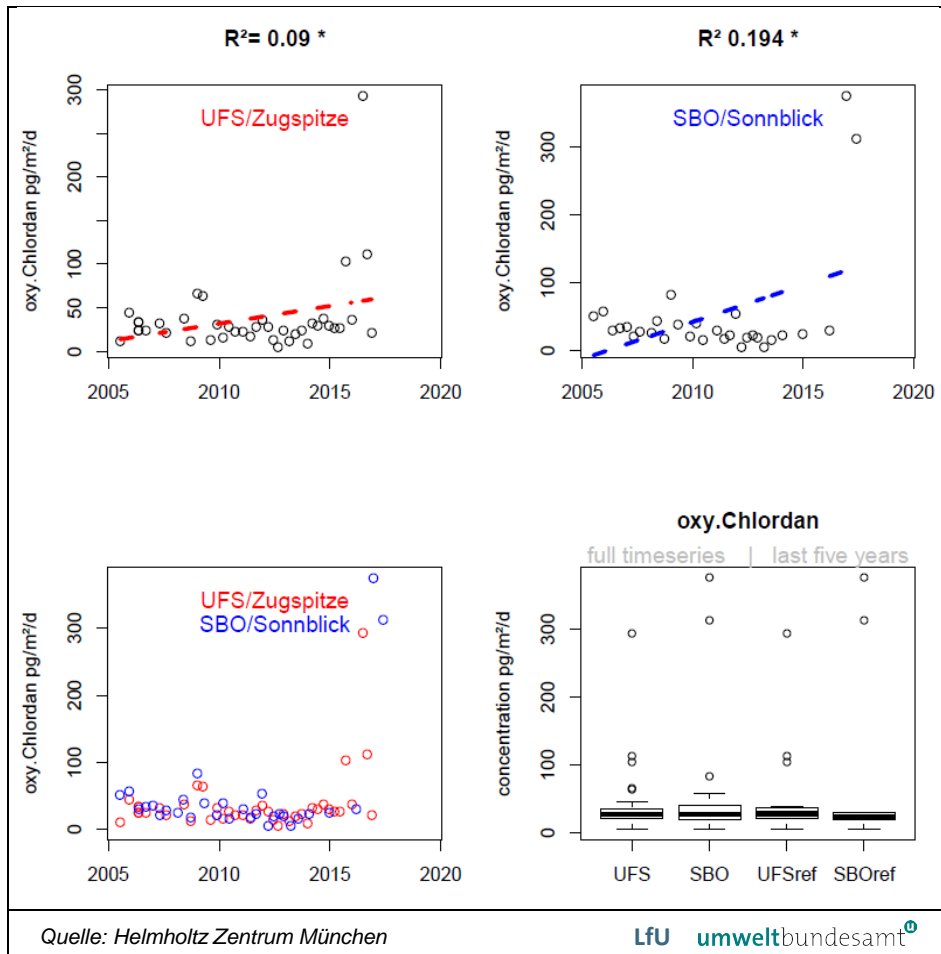 R²= 0.09 *
oxy.Chlordan pg/m²/d
UFS/Zugspitze
300
200
100
50
0
2005 2010 2015 2020
R² 0.194 *
oxy.Chlordan pg/m²/d
SBO/Sonnblick
300
200
100
0
2005 2010 2015 2020
oxy.Chlordan pg/m²/d
UFS/Zugspitze
SBO/Sonnblick
300
200
100
0
2005 2010 2015 2020
oxy.Chlordan
full timeseries | last five years
concentration pg/m²/d
300
200
100
0
UFS SBO UFSref SBOref
Quelle: Helmholtz Zentrum München
LfU umweltbundesamt